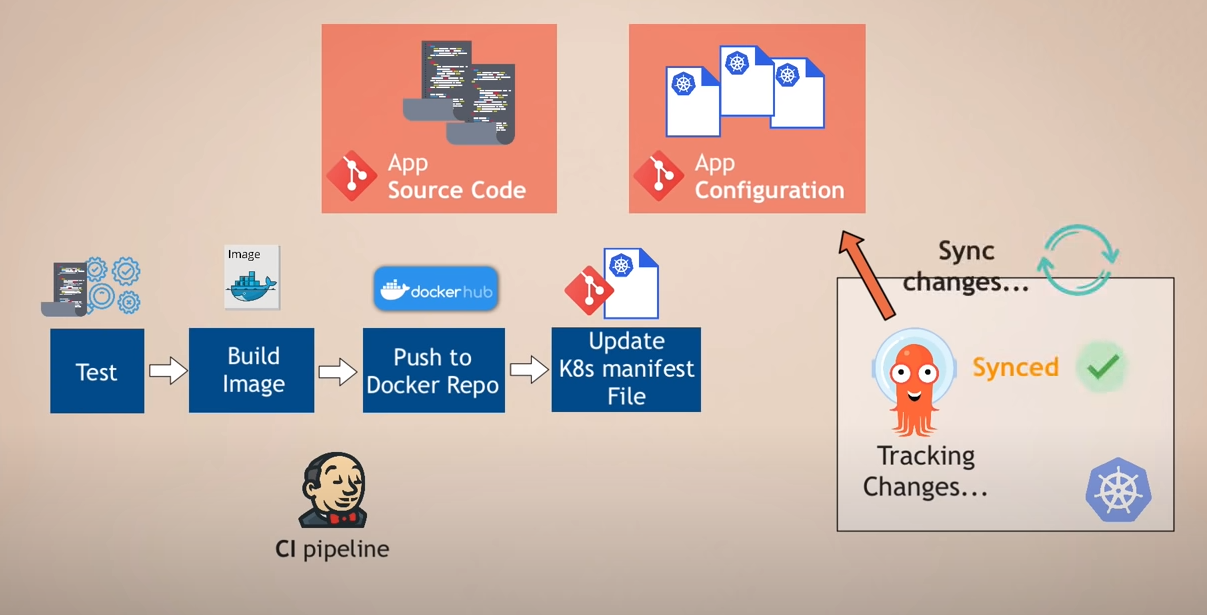 App
Source Code
App
Configuration
Image
docker hub
Test
Build
Image
Push to
Docker Repo
Update
K8s manifest
File
CI pipeline
Sync
changes...
Synced
Tracking
Changes...